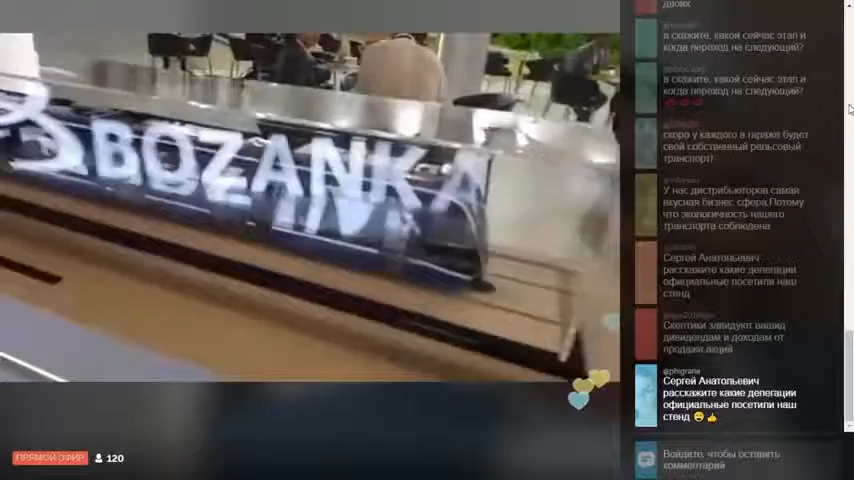 BOZANKA
ПРЯМОЙ ЭФИР 120
двоих
а скажите, какой сейчас этап и
когда переход на следующий?
а скажите, какой сейчас этап и
когда переход на следующий?
скоро у каждого в гараже будет
свой собственный рельсовый
транспорт?
У нас дистрибьюторов самая
вкусная бизнес сфера.Потому
что экологичность нашего
транспорта соблюдена
Сергей Анатольевич
расскажите какие делегации
официальные посетили наш
стенд
Скептики завидуют вашид
дивидендам и доходам от
продажи акций
@phigrana
Сергей Анатольевич
расскажите какие делегации
официальные посетили наш
стенд 😄👍
Войдите, чтобы оставить
комментарий